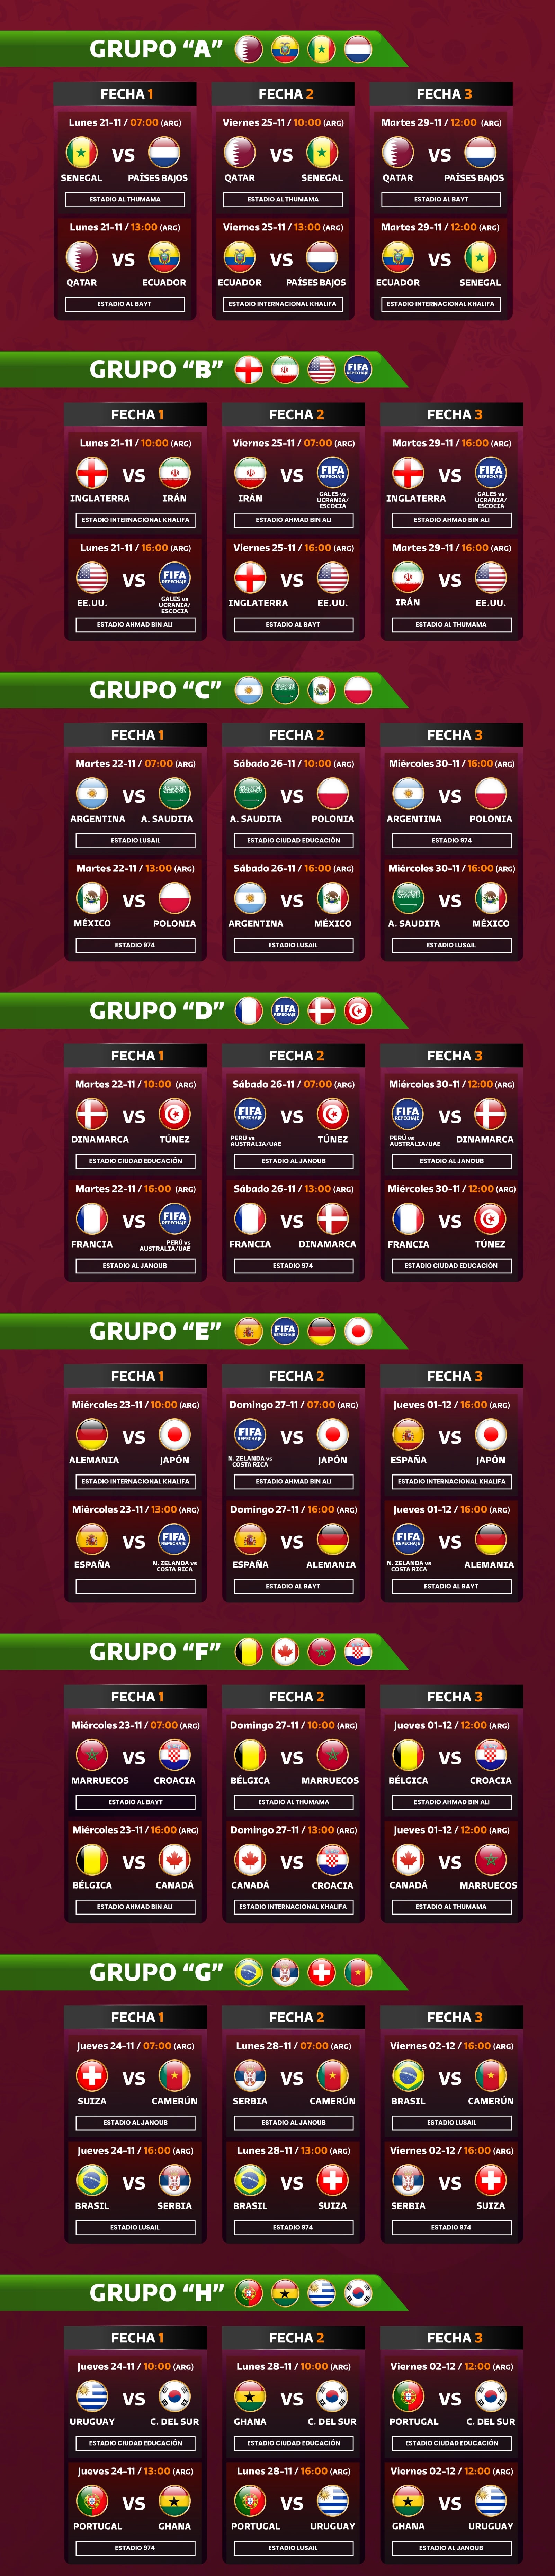 GRUPO “A”
FECHA 1
Lunes 21-11 / 07:00 (ARG)
VS
SENEGAL PAÍSES BAJOS
ESTADIO AL THUMAMA
Lunes 21-11 / 13:00 (ARG)
VS
QATAR ECUADOR
ESTADIO AL BAYT
FECHA 2
Viernes 25-11 / 10:00 (ARG)
VS
QATAR SENEGAL
ESTADIO AL THUMAMA
Viernes 25-11 / 13:00 (ARG)
VS
ECUADOR PAÍSES BAJOS
ESTADIO INTERNACIONAL KHALIFA
FECHA 3
Martes 29-11 / 12:00 (ARG)
VS
QATAR PAÍSES BAJOS
ESTADIO AL BAYT
Martes 29-11 / 12:00 (ARG)
VS
ECUADOR SENEGAL
ESTADIO INTERNACIONAL KHALIFA
GRUPO “B”
FIFA
REPECHAJE
FECHA 1
Lunes 21-11 / 10:00 (ARG)
VS
INGLATERRA IRÁN
ESTADIO INTERNACIONAL KHALIFA
Lunes 21-11 / 16:00 (ARG)
VS
FIFA
REPECHAJE
EE.UU.
GALES vs
UCRANIA/
ESCOCIA
ESTADIO AHMAD BIN ALI
FECHA 2
Viernes 25-11 / 07:00 (ARG)
VS
FIFA
REPECHAJE
IRÁN
GALES vs
UCRANIA/
ESCOCIA
ESTADIO AHMAD BIN ALI
Viernes 25-11 / 16:00 (ARG)
VS
INGLATERRA EE.UU.
ESTADIO AL BAYT
FECHA 3
Martes 29-11 / 16:00 (ARG)
VS
FIFA
REPECHAJE
INGLATERRA
GALES vs
UCRANIA/
ESCOCIA
ESTADIO AHMAD BIN ALI
Martes 29-11 / 16:00 (ARG)
VS
IRÁN EE.UU.
ESTADIO AL THUMAMA
GRUPO “C”
FECHA 1
Martes 22-11 / 07:00 (ARG)
VS
ARGENTINA A. SAUDITA
ESTADIO LUSAIL
Martes 22-11 / 13:00 (ARG)
VS
MÉXICO POLONIA
ESTADIO 974
FECHA 2
Sábado 26-11 / 10:00 (ARG)
VS
A. SAUDITA POLONIA
ESTADIO CIUDAD EDUCACIÓN
Sábado 26-11 / 16:00 (ARG)
VS
ARGENTINA MÉXICO
ESTADIO LUSAIL
FECHA 3
Miércoles 30-11 / 16:00 (ARG)
VS
ARGENTINA POLONIA
ESTADIO 974
Miércoles 30-11 / 16:00 (ARG)
VS
A. SAUDITA MÉXICO
ESTADIO LUSAIL
GRUPO “D”
FIFA
REPECHAJE
FECHA 1
Martes 22-11 / 10:00 (ARG)
VS
DINAMARCA TÚNEZ
ESTADIO CIUDAD EDUCACIÓN
Martes 22-11 / 16:00 (ARG)
VS
FIFA
REPECHAJE
FRANCIA
PERÚ vs
AUSTRALIA/UAE
ESTADIO AL JANOUB
FECHA 2
Sábado 26-11 / 07:00 (ARG)
FIFA
REPECHAJE
VS
PERÚ vs
AUSTRALIA/UAE
TÚNEZ
ESTADIO AL JANOUB
Sábado 26-11 / 13:00 (ARG)
VS
FRANCIA DINAMARCA
ESTADIO 974
FECHA 3
Miércoles 30-11 / 12:00 (ARG)
FIFA
REPECHAJE
VS
PERÚ vs
AUSTRALIA/UAE
DINAMARCA
ESTADIO AL JANOUB
Miércoles 30-11 / 12:00 (ARG)
VS
FRANCIA TÚNEZ
ESTADIO CIUDAD EDUCACIÓN
GRUPO “E”
FIFA
REPECHAJE
FECHA 1
Miércoles 23-11 / 10:00 (ARG)
VS
ALEMANIA JAPÓN
ESTADIO INTERNACIONAL KHALIFA
Miércoles 23-11 / 13:00 (ARG)
VS
FIFA
REPECHAJE
ESPAÑA
N. ZELANDA vs
COSTA RICA
FECHA 2
Domingo 27-11 / 07:00 (ARG)
FIFA
REPECHAJE
VS
N. ZELANDA vs
COSTA RICA
JAPÓN
ESTADIO AHMAD BIN ALI
Domingo 27-11 / 16:00 (ARG)
VS
ESPAÑA ALEMANIA
ESTADIO AL BAYT
FECHA 3
Jueves 01-12 / 16:00 (ARG)
VS
ESPAÑA JAPÓN
ESTADIO INTERNACIONAL KHALIFA
Jueves 01-12 / 16:00 (ARG)
FIFA
REPECHAJE
VS
N. ZELANDA vs
COSTA RICA
ALEMANIA
ESTADIO AL BAYT
GRUPO “F”
FECHA 1
Miércoles 23-11 / 07:00 (ARG)
VS
MARRUECOS CROACIA
ESTADIO AL BAYT
Miércoles 23-11 / 16:00 (ARG)
VS
BÉLGICA CANADÁ
ESTADIO AHMAD BIN ALI
FECHA 2
Domingo 27-11 / 10:00 (ARG)
VS
BÉLGICA MARRUECOS
ESTADIO AL THUMAMA
Domingo 27-11 / 13:00 (ARG)
VS
CANADÁ CROACIA
ESTADIO INTERNACIONAL KHALIFA
FECHA 3
Jueves 01-12 / 12:00 (ARG)
VS
BÉLGICA CROACIA
ESTADIO AHMAD BIN ALI
Jueves 01-12 / 12:00 (ARG)
VS
CANADÁ MARRUECOS
ESTADIO AL THUMAMA
GRUPO “G”
FECHA 1
Jueves 24-11 / 07:00 (ARG)
VS
SUIZA CAMERÚN
ESTADIO AL JANOUB
Jueves 24-11 / 16:00 (ARG)
VS
BRASIL SERBIA
ESTADIO LUSAIL
FECHA 2
Lunes 28-11 / 07:00 (ARG)
VS
SERBIA CAMERÚN
ESTADIO AL JANOUB
Lunes 28-11 / 13:00 (ARG)
VS
BRASIL SUIZA
ESTADIO 974
FECHA 3
Viernes 02-12 / 16:00 (ARG)
VS
BRASIL CAMERÚN
ESTADIO LUSAIL
Viernes 02-12 / 16:00 (ARG)
VS
SERBIA SUIZA
ESTADIO 974
GRUPO “H”
FECHA 1
Jueves 24-11 / 10:00 (ARG)
VS
URUGUAY C. DEL SUR
ESTADIO CIUDAD EDUCACIÓN
Jueves 24-11 / 13:00 (ARG)
VS
PORTUGAL GHANA
ESTADIO 974
FECHA 2
Lunes 28-11 / 10:00 (ARG)
VS
GHANA C. DEL SUR
ESTADIO CIUDAD EDUCACIÓN
Lunes 28-11 / 16:00 (ARG)
VS
PORTUGAL URUGUAY
ESTADIO LUSAIL
FECHA 3
Viernes 02-12 / 12:00 (ARG)
VS
PORTUGAL C. DEL SUR
ESTADIO CIUDAD EDUCACIÓN
Viernes 02-12 / 12:00 (ARG)
VS
GHANA URUGUAY
ESTADIO AL JANOUB